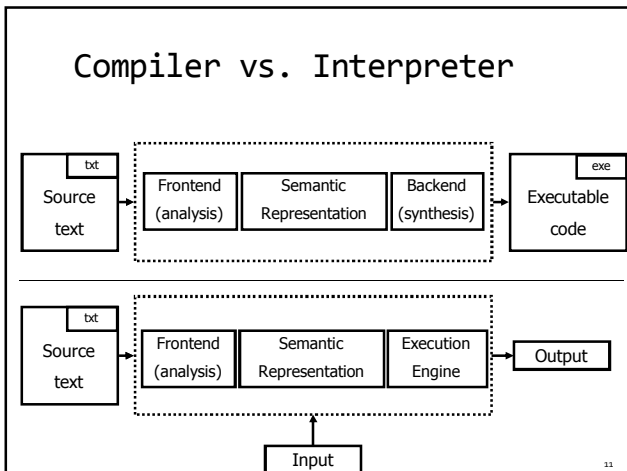 Compiler vs. Interpreter
txt
Source
text
Frontend
(analysis)
Semantic
Representation
Backend
(synthesis)
exe
Executable
code
txt
Source
text
Frontend
(analysis)
Semantic
Representation
Execution
Engine
Output
Input
11